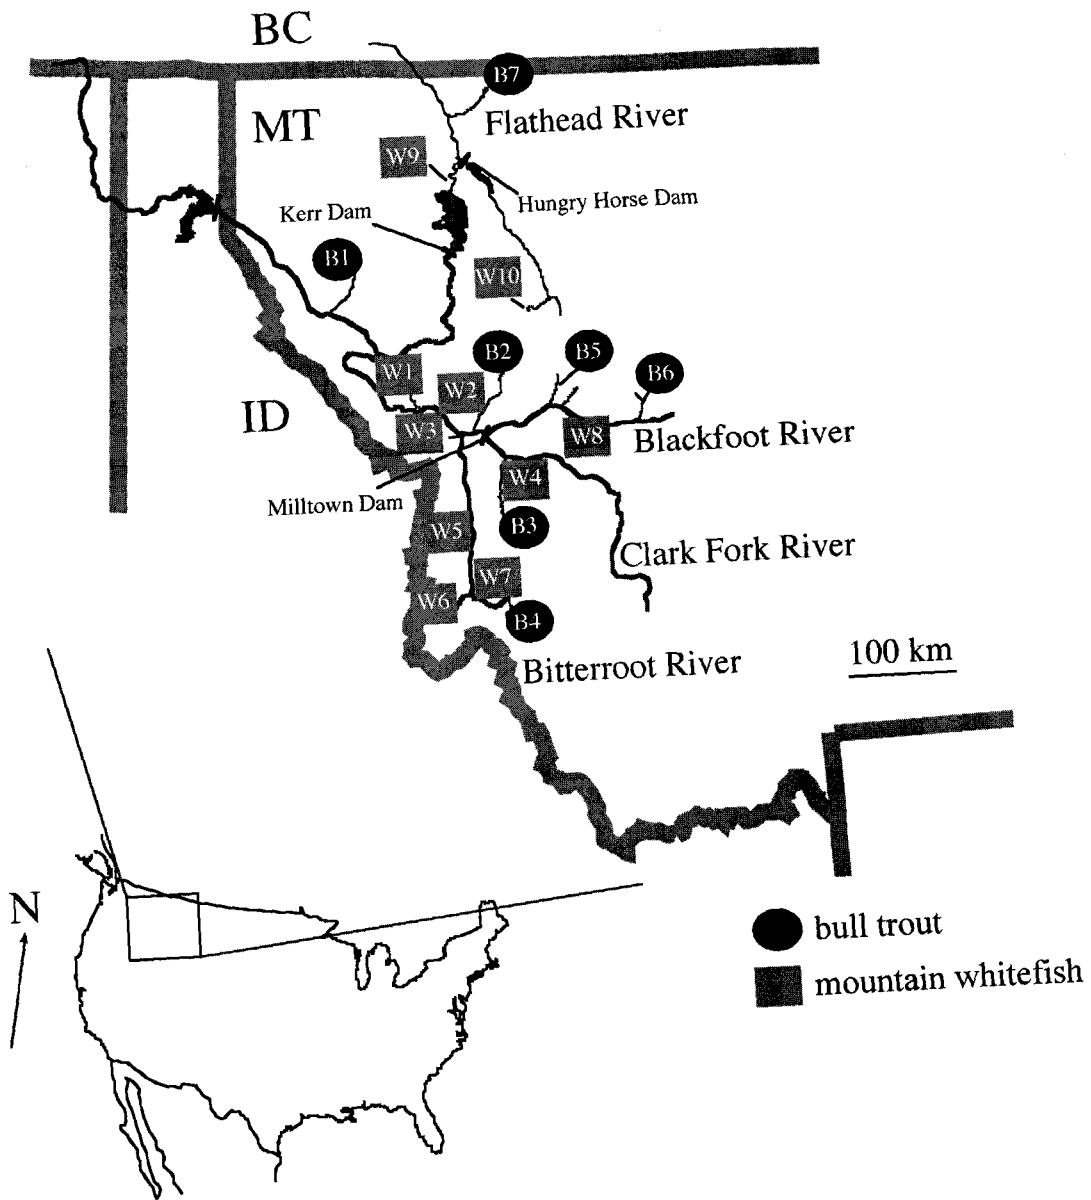 BC
B7
MT
Flathead River
W9
Hungry Horse Dam
Kerr Dam
B1
W10
B2
B5
W1
W2
B6
ID
W3
W8
Blackfoot River
W4
Milltown Dam
B3
W5
Clark Fork River
W7
W6
B4
Bitterroot River
100 km
N
bull trout
mountain whitefish